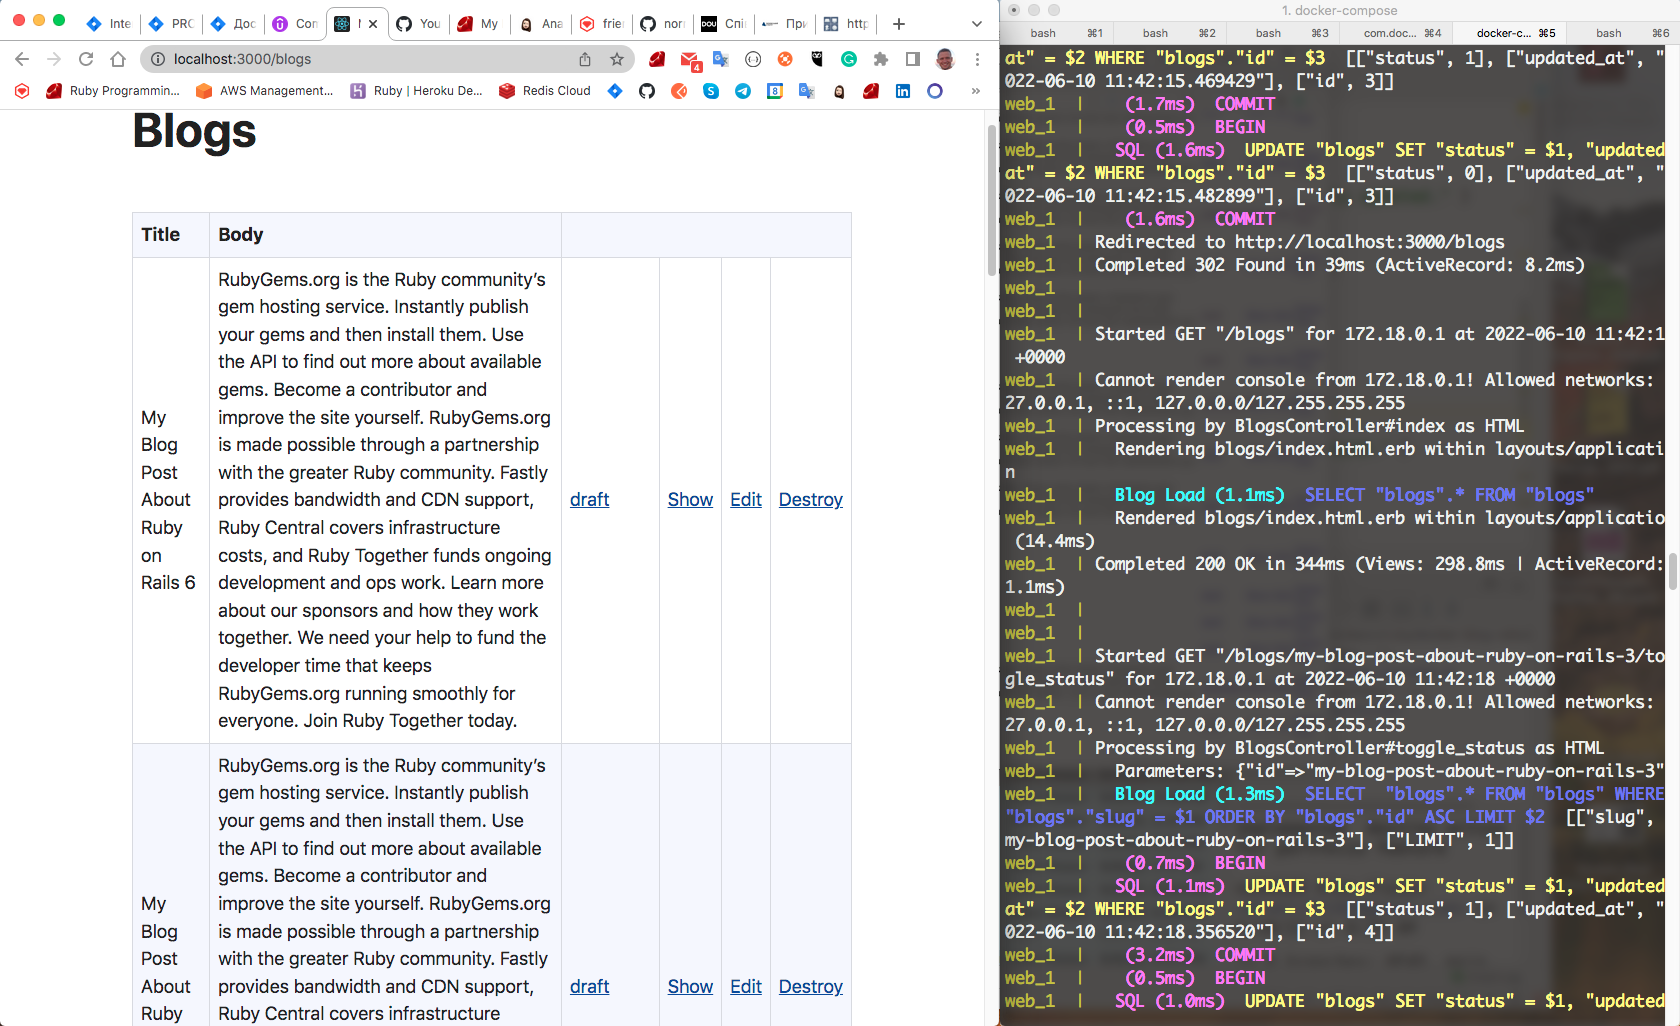 Inte
PRC
Дос
Con
You
My
Ana
frie
norr
DOU
Спі
При
http
localhost:3000/blogs
4
Ruby Programmin...
AWS Management...
Ruby | Heroku De...
Redis Cloud
»
Blogs
Title Body
My
Blog
Post
About
Ruby
on
Rails 6
RubyGems.org is the Ruby community’s
gem hosting service. Instantly publish
your gems and then install them. Use
the API to find out more about available
gems. Become a contributor and
improve the site yourself. RubyGems.org
is made possible through a partnership
with the greater Ruby community. Fastly
provides bandwidth and CDN support,
Ruby Central covers infrastructure
costs, and Ruby Together funds ongoing
development and ops work. Learn more
about our sponsors and how they work
together. We need your help to fund the
developer time that keeps
RubyGems.org running smoothly for
everyone. Join Ruby Together today.
draft Show Edit Destroy
My
Blog
Post
About
Ruby
RubyGems.org is the Ruby community’s
gem hosting service. Instantly publish
your gems and then install them. Use
the API to find out more about available
gems. Become a contributor and
improve the site yourself. RubyGems.org
is made possible through a partnership
with the greater Ruby community. Fastly
provides bandwidth and CDN support,
Ruby Central covers infrastructure
draft Show Edit Destroy
1. docker-compose
bash ⌘1 bash ⌘2 bash ⌘3 com.doc... ⌘4 docker-c... ⌘5 bash ⌘6
at" = $2 WHERE "blogs"."id" = $3 [["status", 1], ["updated_at", "
022-06-10 11:42:15.469429"], ["id", 3]]
web_1 | (1.7ms) COMMIT
web_1 | (0.5ms) BEGIN
web_1 | SQL (1.6ms) UPDATE "blogs" SET "status" = $1, "updated
at" = $2 WHERE "blogs"."id" = $3 [["status", 0], ["updated_at", "
022-06-10 11:42:15.482899"], ["id", 3]]
web_1 | (1.6ms) COMMIT
web_1 | Redirected to http://localhost:3000/blogs
web_1 | Completed 302 Found in 39ms (ActiveRecord: 8.2ms)
web_1 |
web_1 |
web_1 | Started GET "/blogs" for 172.18.0.1 at 2022-06-10 11:42:1
+0000
web_1 | Cannot render console from 172.18.0.1! Allowed networks:
27.0.0.1, ::1, 127.0.0.0/127.255.255.255
web_1 | Processing by BlogsController#index as HTML
web_1 | Rendering blogs/index.html.erb within layouts/applicati
n
web_1 | Blog Load (1.1ms) SELECT "blogs".* FROM "blogs"
web_1 | Rendered blogs/index.html.erb within layouts/applicatio
(14.4ms)
web_1 | Completed 200 OK in 344ms (Views: 298.8ms | ActiveRecord:
1.1ms)
web_1 |
web_1 |
web_1 | Started GET "/blogs/my-blog-post-about-ruby-on-rails-3/to
gle_status" for 172.18.0.1 at 2022-06-10 11:42:18 +0000
web_1 | Cannot render console from 172.18.0.1! Allowed networks:
27.0.0.1, ::1, 127.0.0.0/127.255.255.255
web_1 | Processing by BlogsController#toggle_status as HTML
web_1 | Parameters: {"id"=>"my-blog-post-about-ruby-on-rails-3"
web_1 | Blog Load (1.3ms) SELECT "blogs".* FROM "blogs" WHERE
"blogs"."slug" = $1 ORDER BY "blogs"."id" ASC LIMIT $2 [["slug",
my-blog-post-about-ruby-on-rails-3"], ["LIMIT", 1]]
web_1 | (0.7ms) BEGIN
web_1 | SQL (1.1ms) UPDATE "blogs" SET "status" = $1, "updated
at" = $2 WHERE "blogs"."id" = $3 [["status", 1], ["updated_at", "
022-06-10 11:42:18.356520"], ["id", 4]]
web_1 | (3.2ms) COMMIT
web_1 | (0.5ms) BEGIN
web_1 | SQL (1.0ms) UPDATE "blogs" SET "status" = $1, "updated